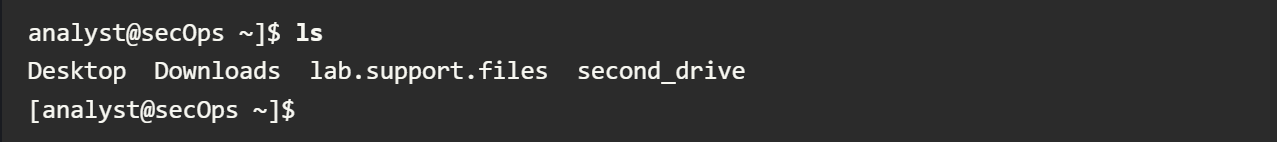 analyst@secOps ~]$ ls
Desktop  Downloads  lab.support.files  second_drive
[analyst@secOps ~]$